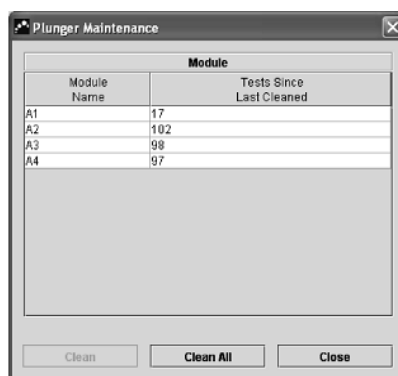 Plunger Maintenance
Module
Module Name
Tests Since Last Cleaned
A1 17
A2 102
A3 98
A4 97
Clean Clean All Close